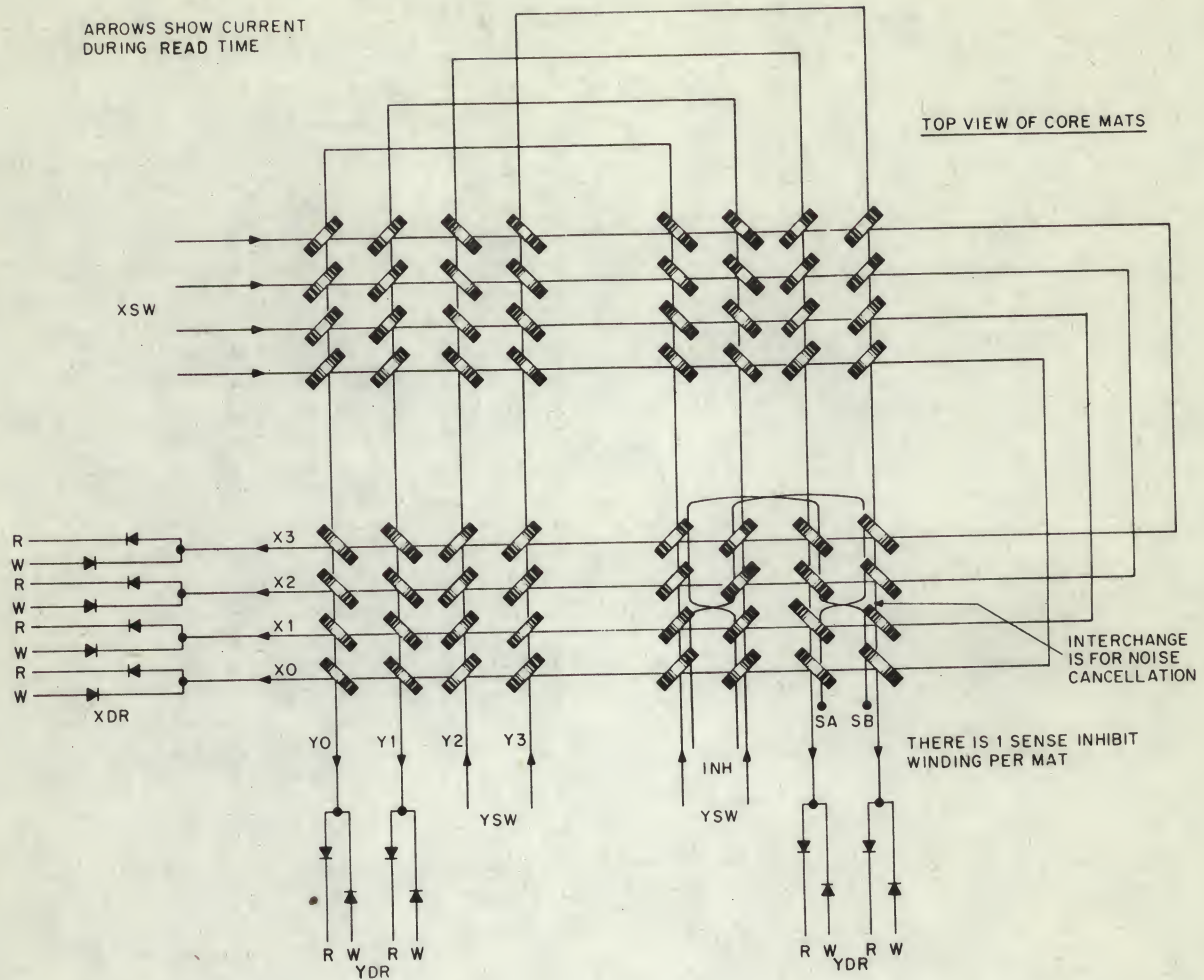 ARROWS SHOW CURRENT
DURING READ TIME
TOP VIEW OF CORE MATS
XSW
R
W
R
W
R
W
R
W
XDR
X3
X2
X1
X0
INTERCHANGE
IS FOR NOISE
CANCELLATION
Y0 Y1 Y2 Y3
INH
SA SB
THERE IS 1 SENSE INHIBIT
WINDING PER MAT
YSW
YSW
R W R W
YDR
R W R W
YDR